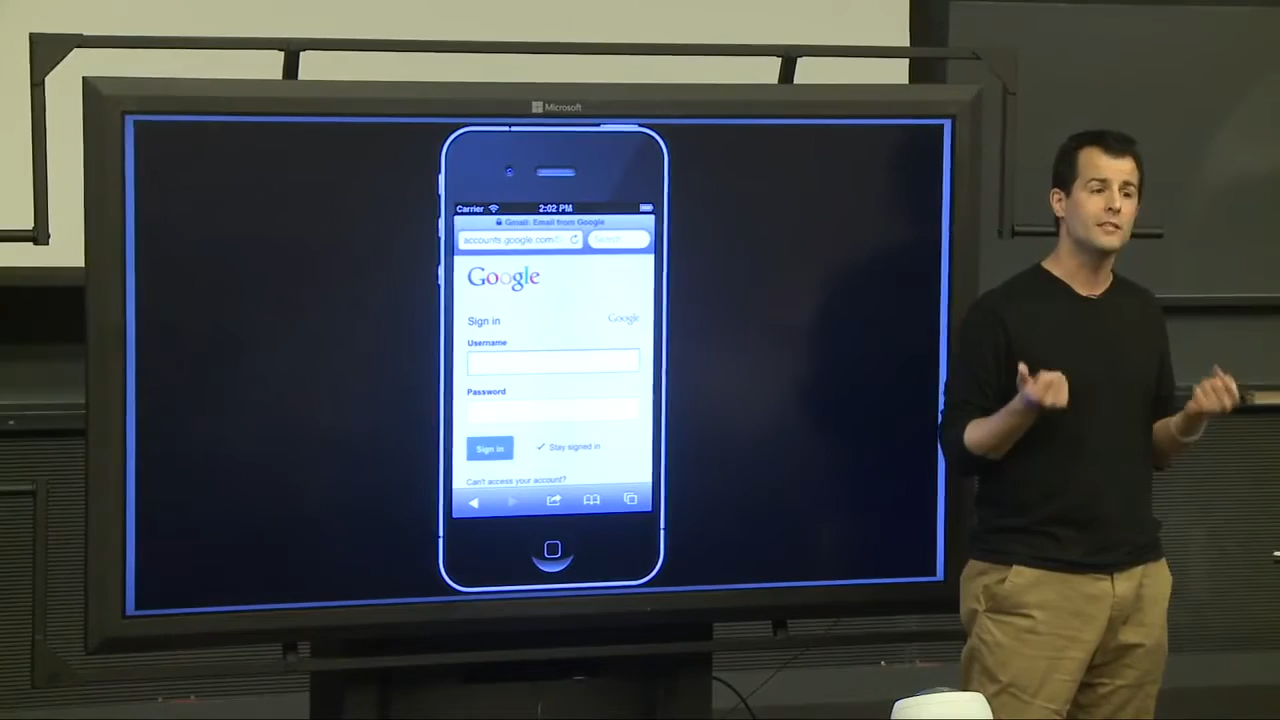 Microsoft
Carrier 2:02 PM
Gmail: Email from Google
accounts.google.com Search
Google
Sign in Google
Username
Password
Sign in Stay signed in
Can't access your account?